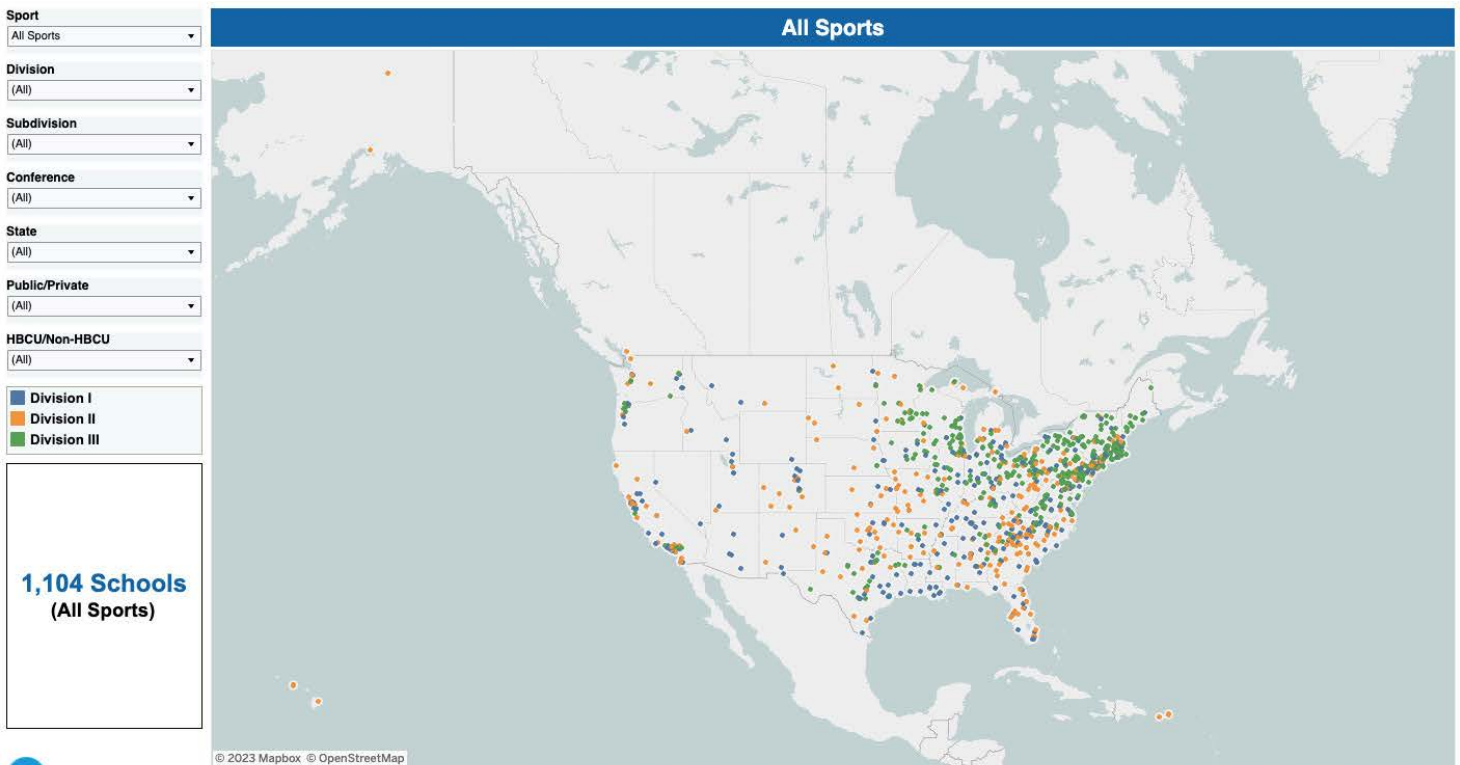 Sport
All Sports
Division
(All)
Subdivision
(All)
Conference
(All)
State
(All)
Public/Private
(All)
HBCU/Non-HBCU
(All)
Division I
Division II
Division III
1,104 Schools
(All Sports)
All Sports
© 2023 Mapbox © OpenStreetMap